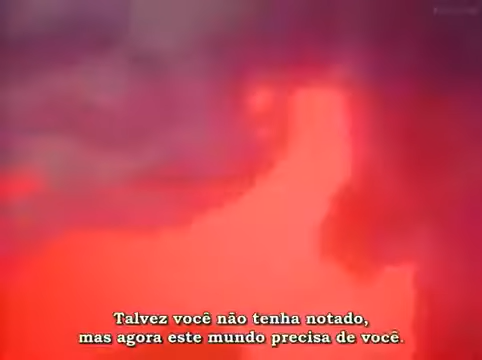 Talvez você não tenha notado,
mas agora este mundo precisa de você.